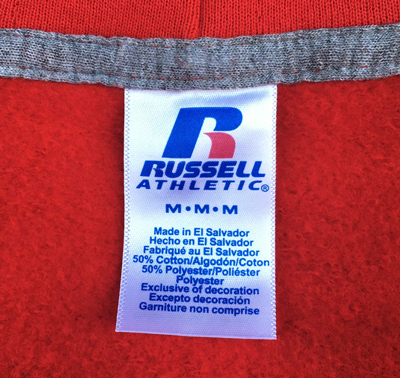 RUSSELL
ATHLETIC®
M•M•M
Made in El Salvador
Hecho en El Salvador
Fabriqué au El Salvador
50% Cotton/Algodón/Coton
50% Polyester/Poliéster
Polyester
Exclusive of decoration
Excepto decoración
Garniture non comprise